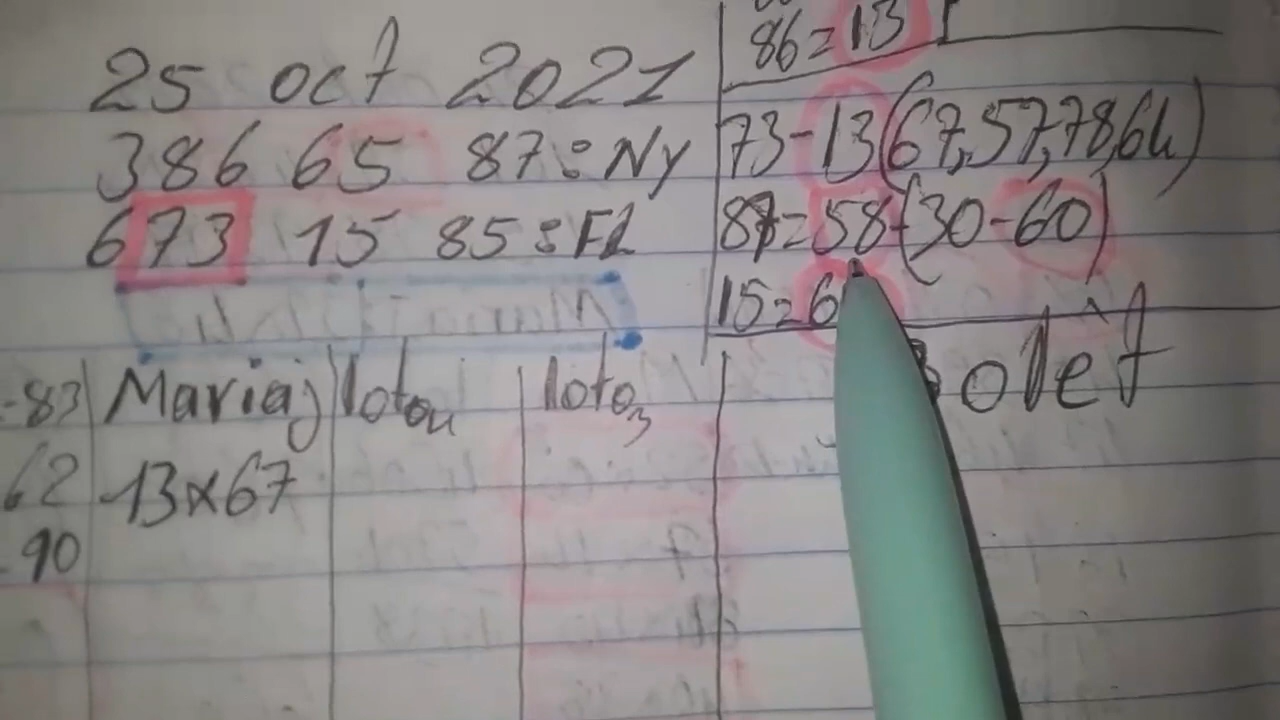 25 oct 2021
386 65 87 : Ny
673 15 85 : FL
86=13
73-13(67,57,78,64)
87=58-(30-60)
15=6
Bolèt
-83 Mariaj loto4 loto3
62 13x67
-90